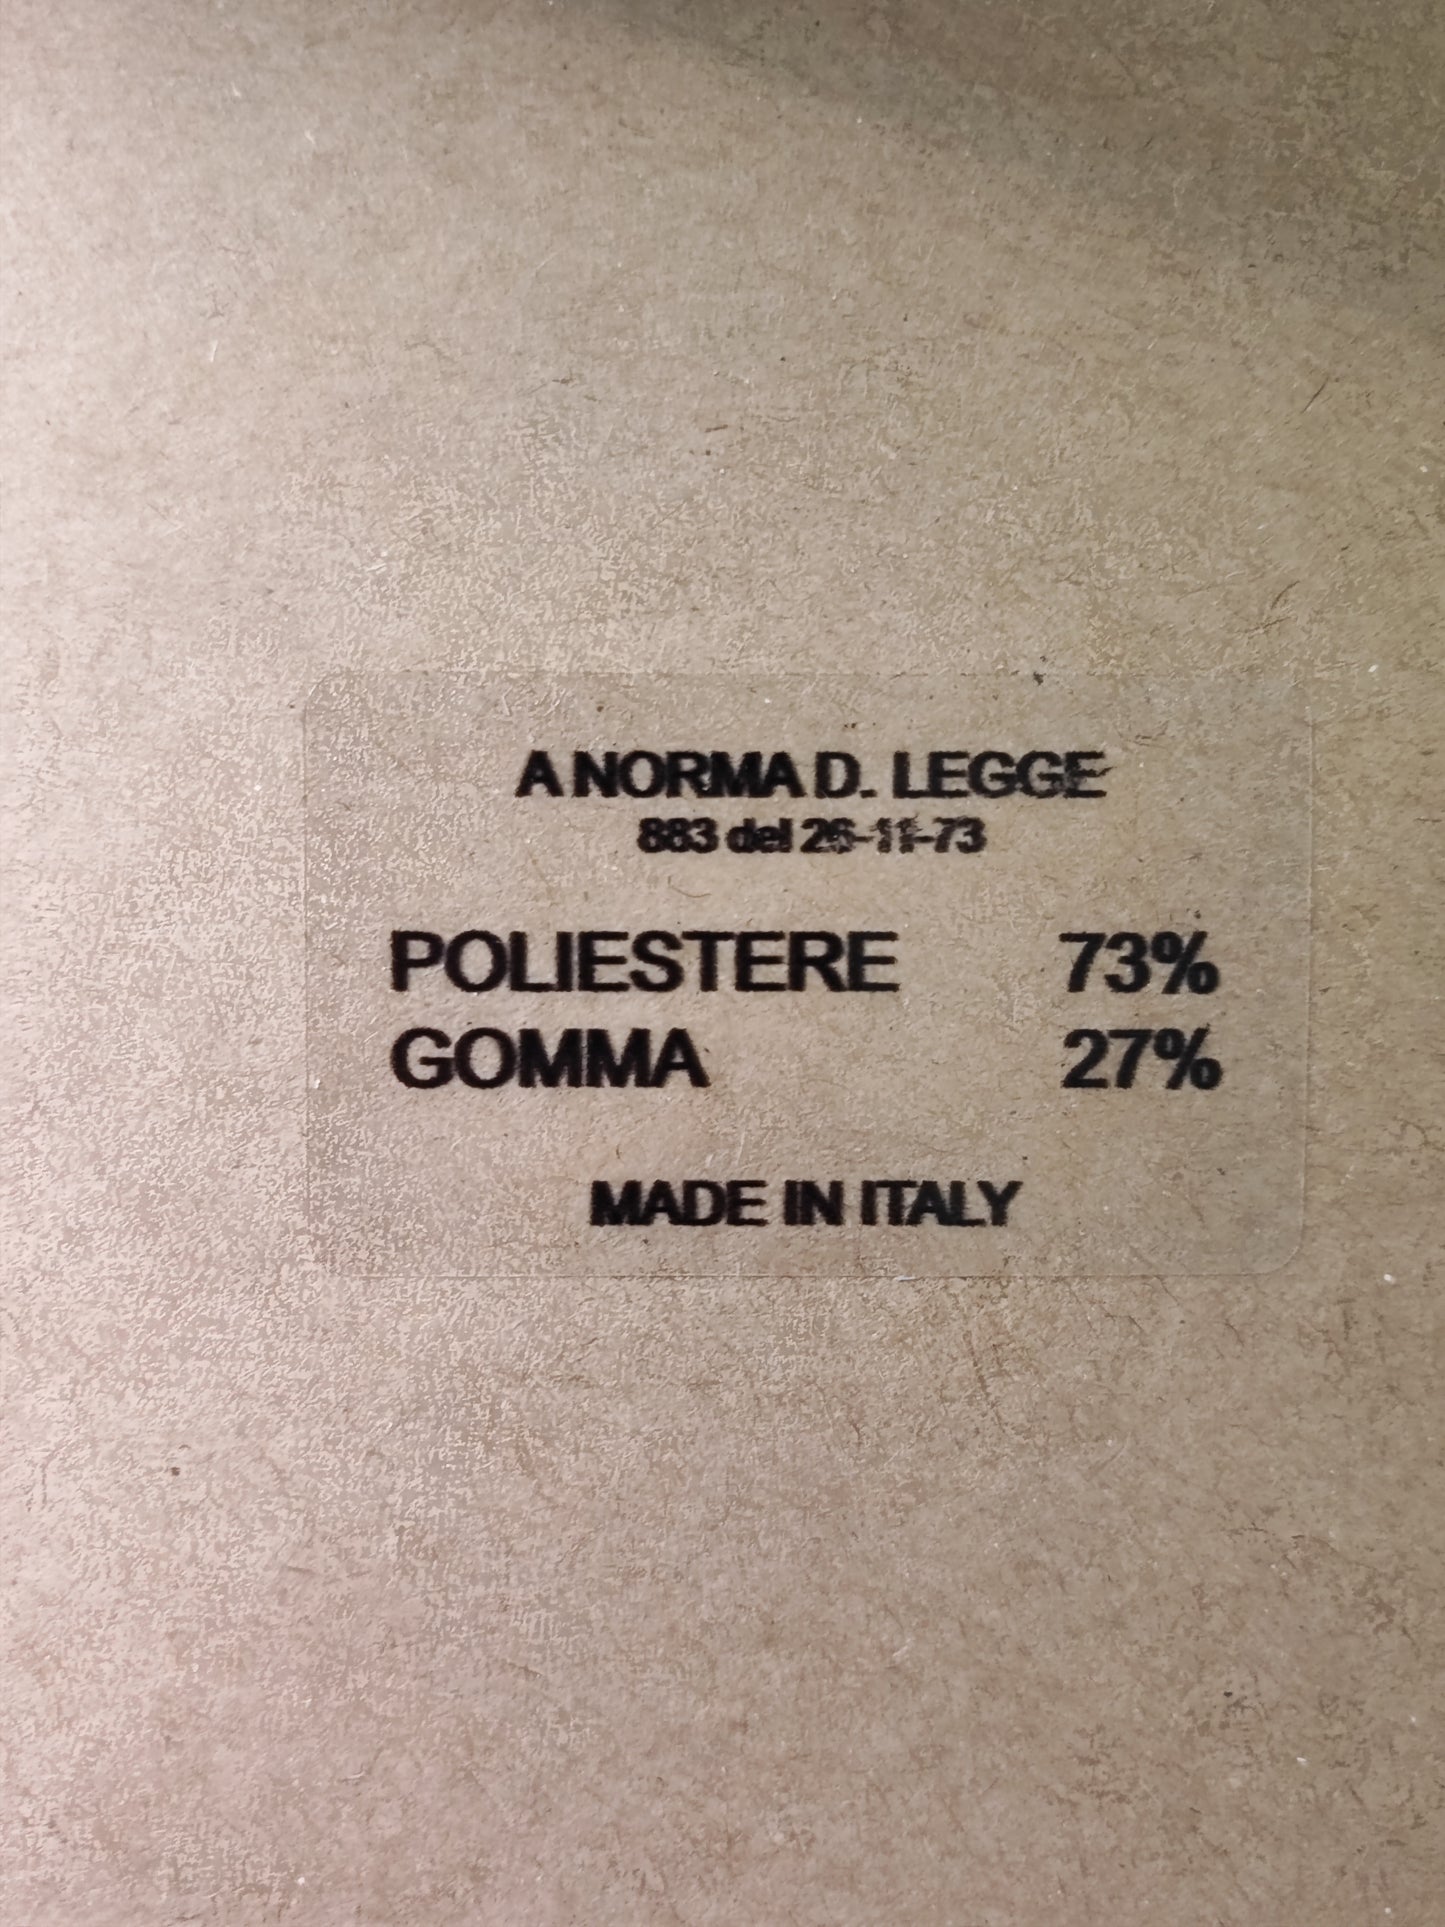 A NORMA D. LEGGE
883 del 26-11-73
POLIESTERE 73%
GOMMA 27%
MADE IN ITALY